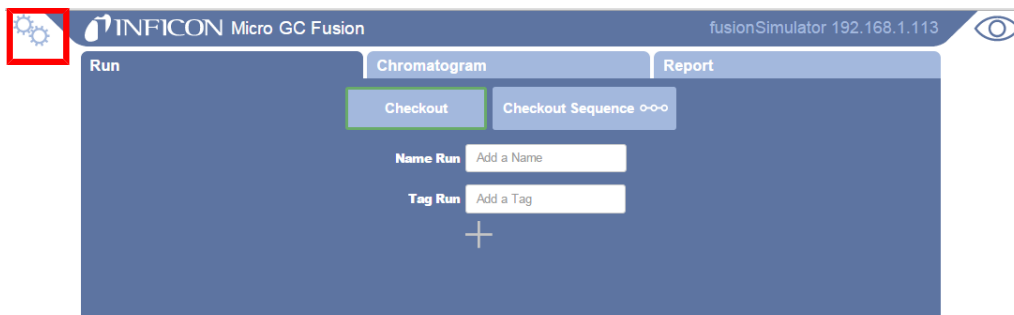 INFICON Micro GC Fusion fusionSimulator 192.168.1.113
Run Chromatogram Report
Checkout Checkout Sequence
Name Run Add a Name
Tag Run Add a Tag